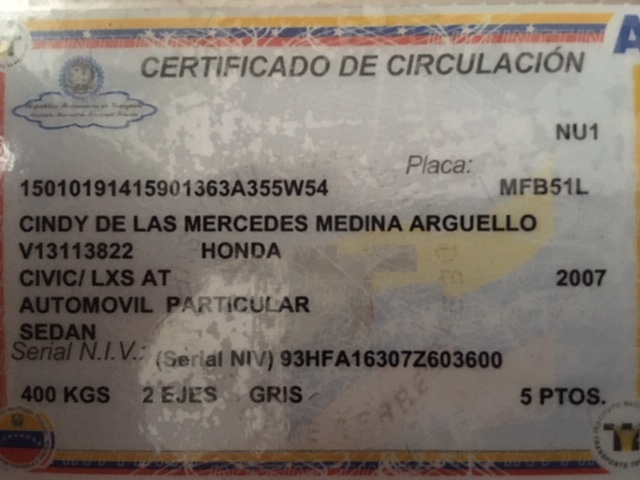 CERTIFICADO DE CIRCULACIÓN
NU1
Placa:
15010191415901363A355W54 MFB51L
CINDY DE LAS MERCEDES MEDINA ARGUELLO
V13113822 HONDA
CIVIC/ LXS AT 2007
AUTOMOVIL PARTICULAR
SEDAN
Serial N.I.V.: (Serial NIV) 93HFA16307Z603600
400 KGS 2 EJES GRIS 5 PTOS.